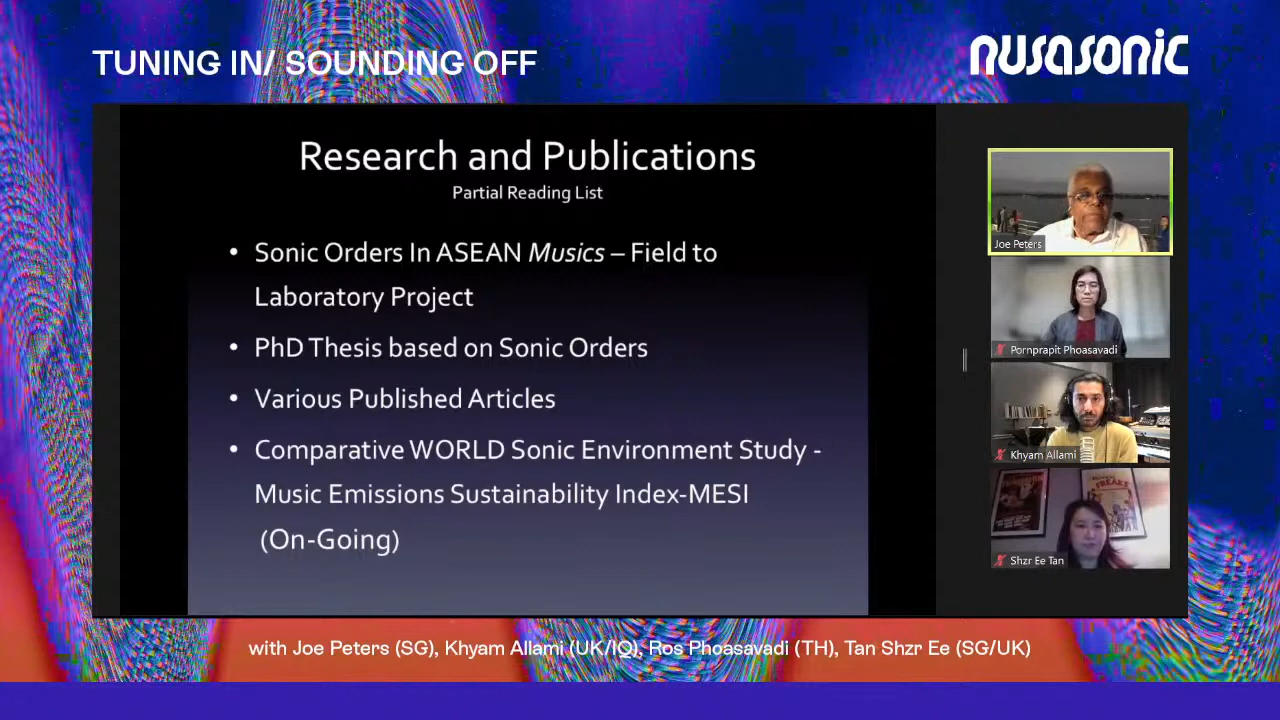 TUNING IN/ SOUNDING OFF
nusasonic
Research and Publications
Partial Reading List
• Sonic Orders In ASEAN Musics – Field to
Laboratory Project
• PhD Thesis based on Sonic Orders
• Various Published Articles
• Comparative WORLD Sonic Environment Study -
Music Emissions Sustainability Index-MESI
(On-Going)
Joe Peters
Pornprapit Phoasavadi
Khyam Allami
FREAKS
Shzr Ee Tan
with Joe Peters (SG), Khyam Allami (UK/IQ), Ros Phoasavadi (TH), Tan Shzr Ee (SG/UK)